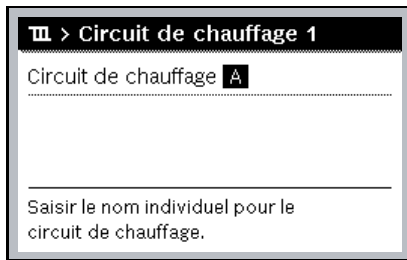 > Circuit de chauffage 1
Circuit de chauffage A
Saisir le nom individuel pour le
circuit de chauffage.